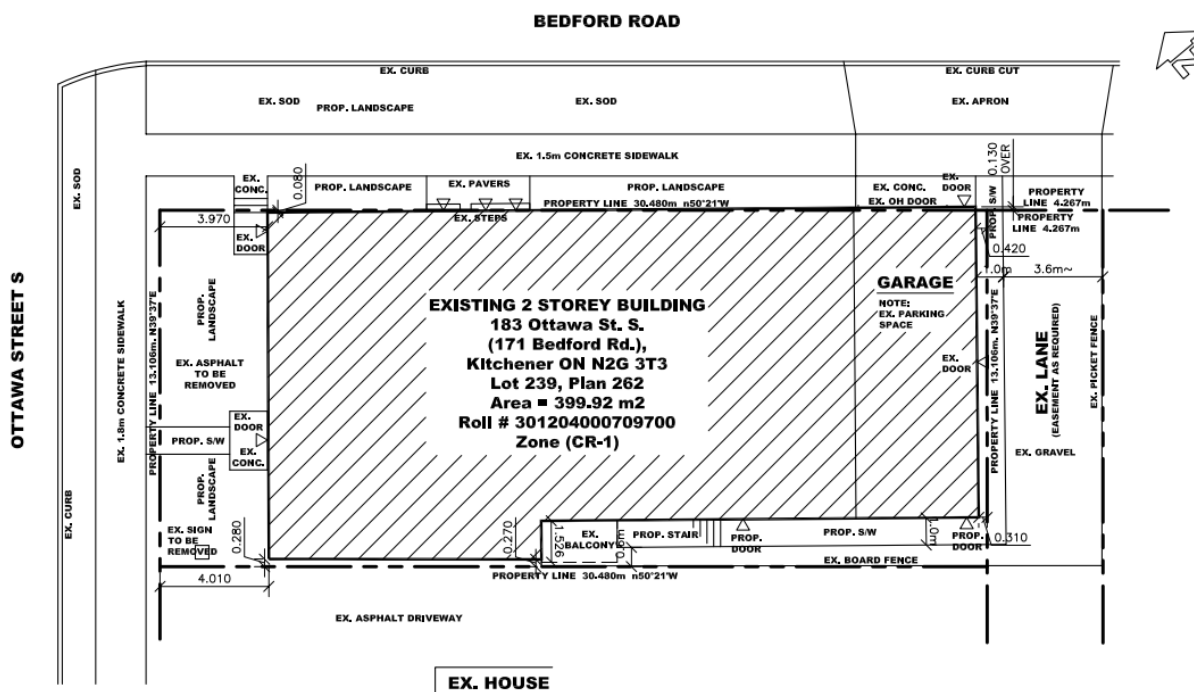 BEDFORD ROAD
EX. CURB
EX. CURB CUT
EX. SOD
PROP. LANDSCAPE
EX. SOD
EX. APRON
EX. SOD
EX. 1.5m CONCRETE SIDEWALK
0.130
OVER
EX.
CONC.
0.080
PROP. LANDSCAPE
EX. PAVERS
PROP. LANDSCAPE
EX. CONC.
EX.
DOOR
PROP. S/W
PROPERTY
LINE 4.267m
EX. STEPS
PROPERTY LINE 30.480m n50°21'W
EX. OH DOOR
PROPERTY
LINE 4.267m
3.970
EX.
DOOR
0.420
1.0m
3.6m~
OTTAWA STREET S
EX. 1.8m CONCRETE SIDEWALK
PROPERTY LINE 13.106m. N39°37'E
PROP.
LANDSCAPE
EX. ASPHALT
TO BE
REMOVED
EXISTING 2 STOREY BUILDING
183 Ottawa St. S.
(171 Bedford Rd.),
Kitchener ON N2G 3T3
Lot 239, Plan 262
Area = 399.92 m2
Roll # 301204000709700
Zone (CR-1)
GARAGE
NOTE:
EX. PARKING
SPACE
EX.
DOOR
PROPERTY LINE 13.106m. N39°37'E
EX. LANE
(EASEMENT AS REQUIRED)
EX. PICKET FENCE
EX. GRAVEL
EX.
DOOR
PROP. S/W
EX.
CONC.
PROP.
LANDSCAPE
EX. CURB
EX. SIGN
TO BE
REMOVED
0.280
0.270
1.526
EX.
BALCONY
PROP. STAIR
PROP.
DOOR
PROP. S/W
1.0m
PROP.
DOOR
0.310
EX. BOARD FENCE
4.010
PROPERTY LINE 30.480m n50°21'W
EX. ASPHALT DRIVEWAY
EX. HOUSE